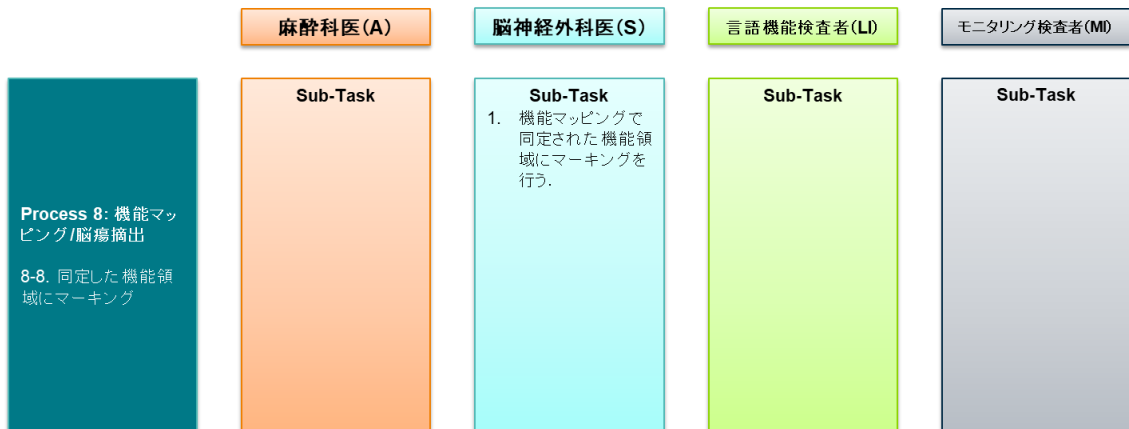 麻酔科医(A)
脳神経外科医(S)
言語機能検査者(LI)
モニタリング検査者(MI)
Process 8: 機能マッ
ピング/脳瘍摘出
8-8. 同定した機能領
域にマーキング
Sub-Task
Sub-Task
1. 機能マッピングで
同定された機能領
域にマーキングを
行う.
Sub-Task
Sub-Task